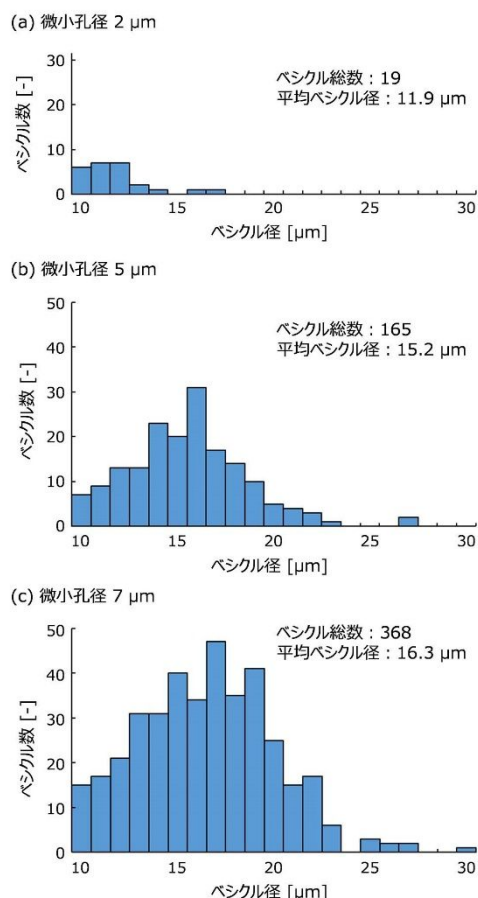 (a) 微小孔径 2 μm
30
20
10
0
ベシクル数 [-]
ベシクル総数：19
平均ベシクル径：11.9 μm
10 15 20 25 30
ベシクル径 [μm]
(b) 微小孔径 5 μm
50
40
30
20
10
0
ベシクル数 [-]
ベシクル総数：165
平均ベシクル径：15.2 μm
10 15 20 25 30
ベシクル径 [μm]
(c) 微小孔径 7 μm
50
40
30
20
10
0
ベシクル数 [-]
ベシクル総数：368
平均ベシクル径：16.3 μm
10 15 20 25 30
ベシクル径 [μm]